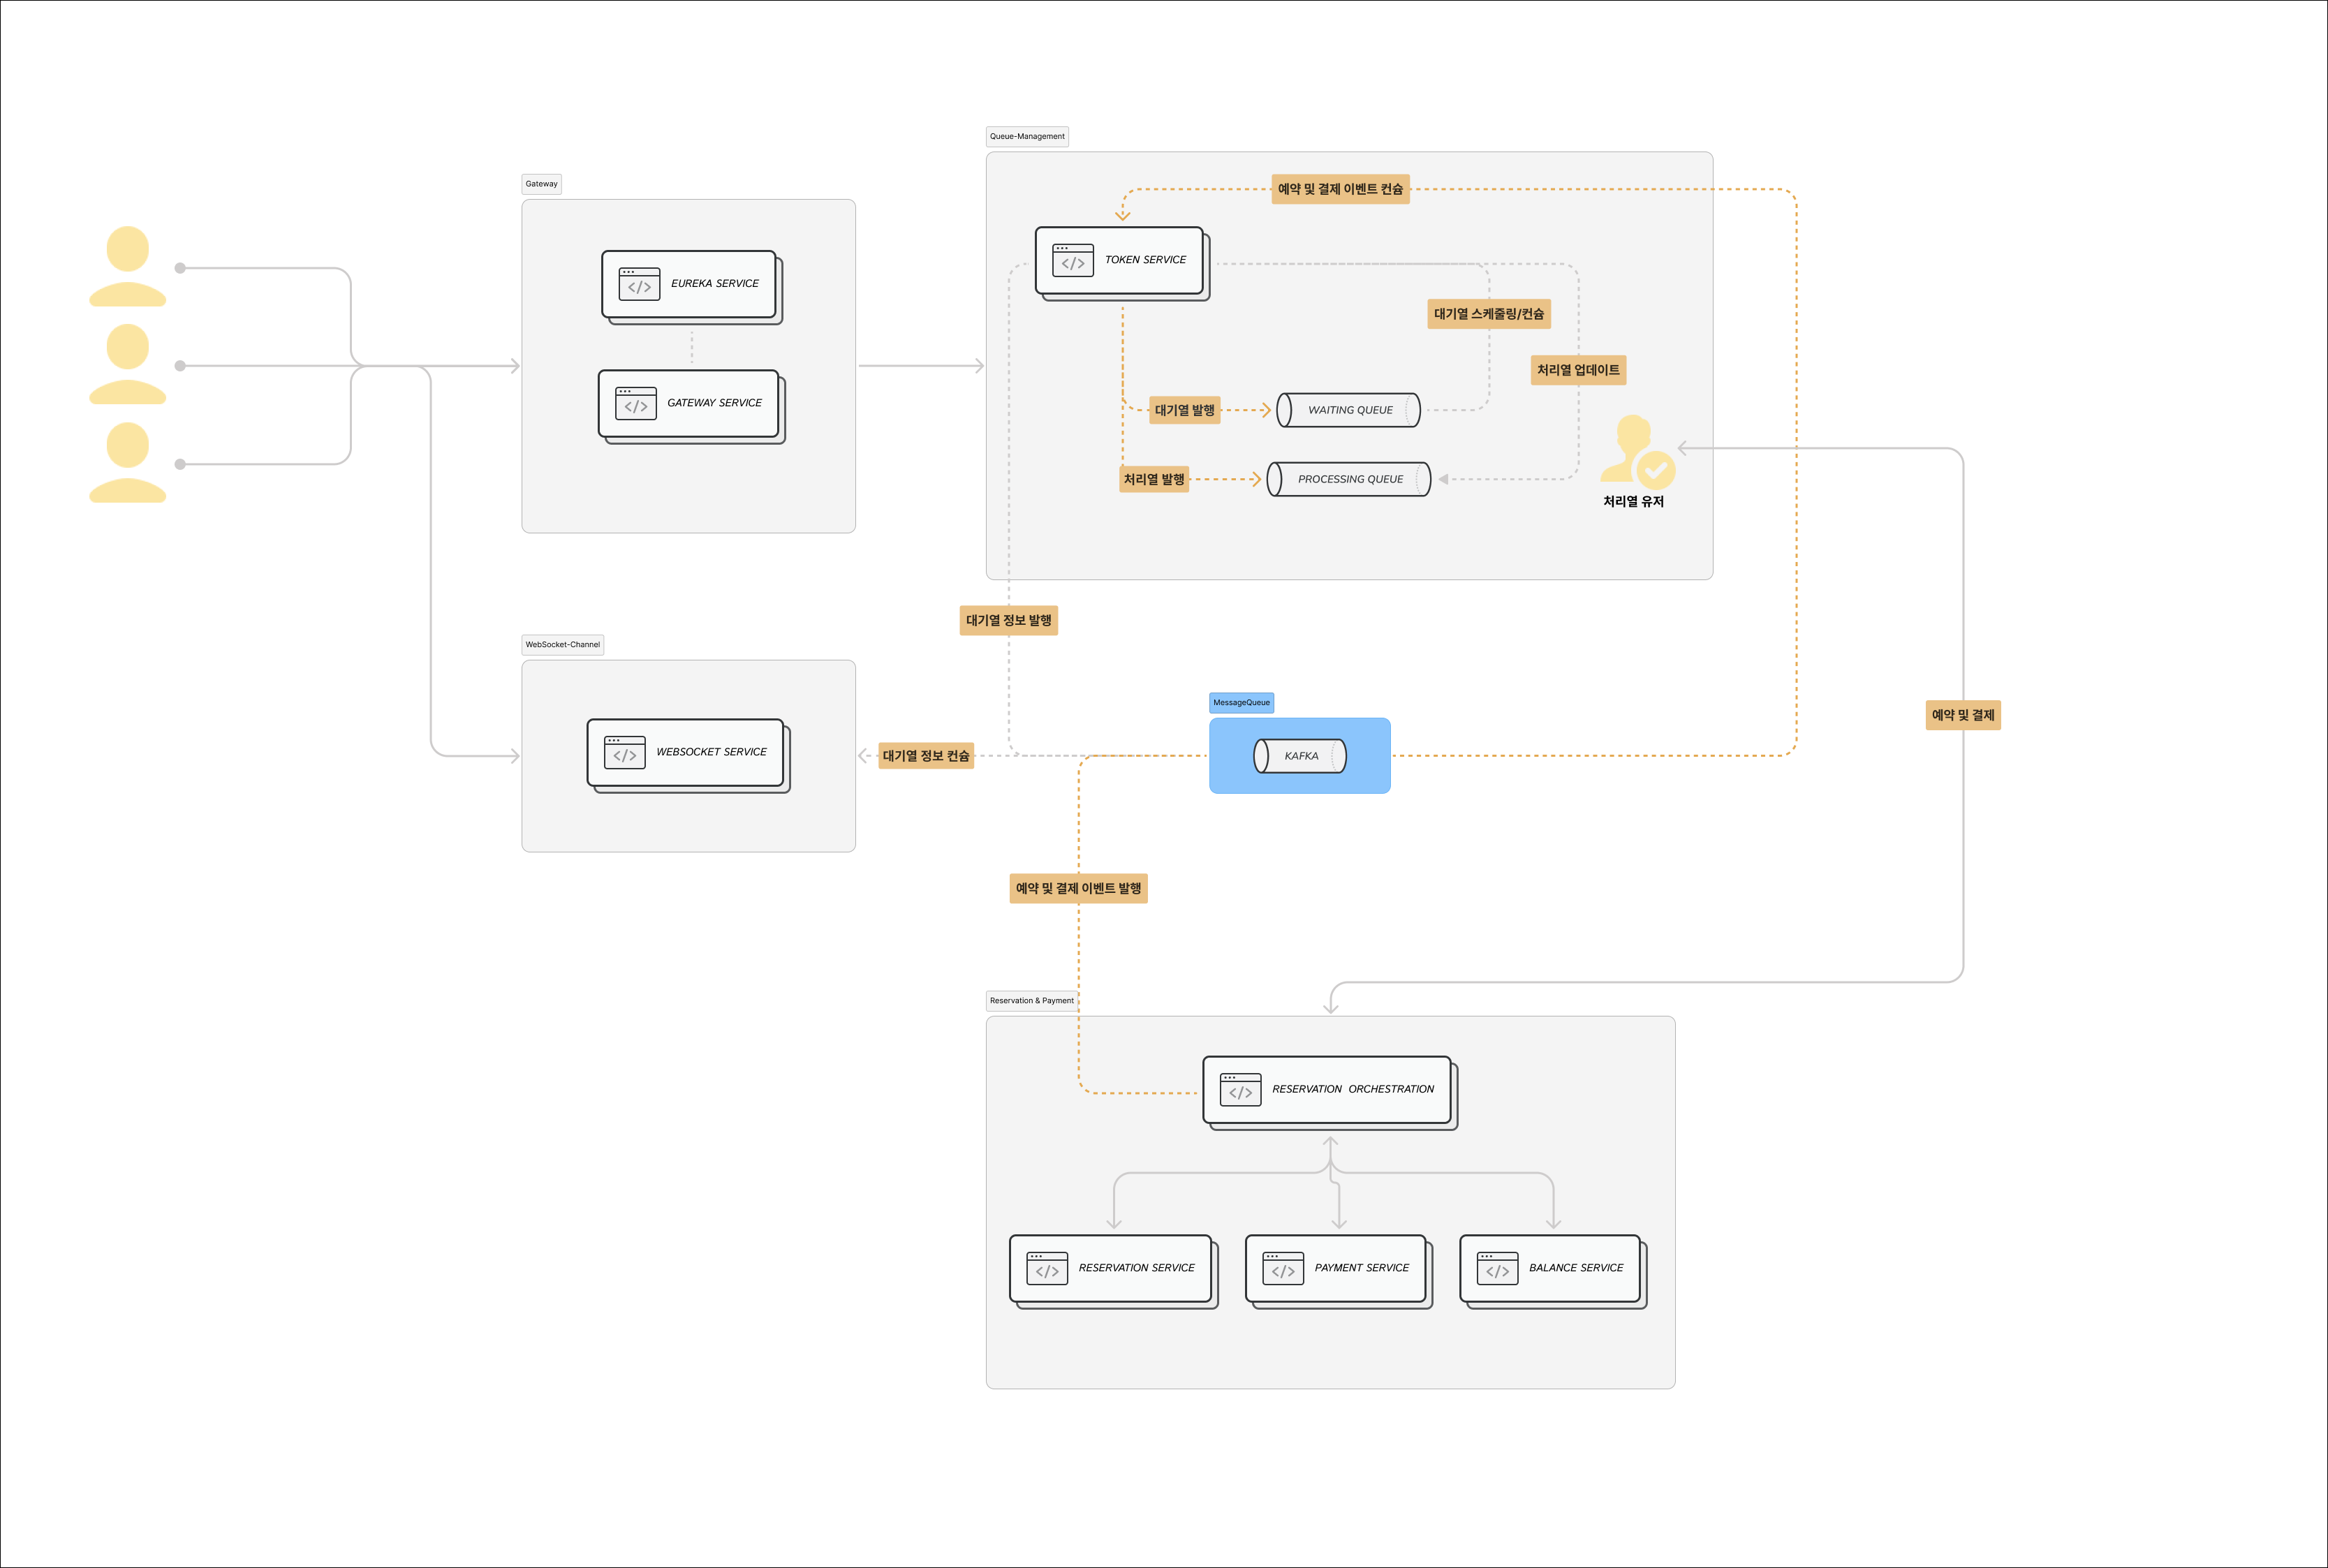 Queue-Management
Gateway
예약 및 결제 이벤트 컨슘
TOKEN SERVICE
EUREKA SERVICE
대기열 스케줄링/컨슘
처리열 업데이트
GATEWAY SERVICE
대기열 발행
WAITING QUEUE
처리열 발행
PROCESSING QUEUE
처리열 유저
대기열 정보 발행
WebSocket-Channel
MessageQueue
예약 및 결제
WEBSOCKET SERVICE
대기열 정보 컨슘
KAFKA
예약 및 결제 이벤트 발행
Reservation & Payment
RESERVATION ORCHESTRATION
RESERVATION SERVICE
PAYMENT SERVICE
BALANCE SERVICE